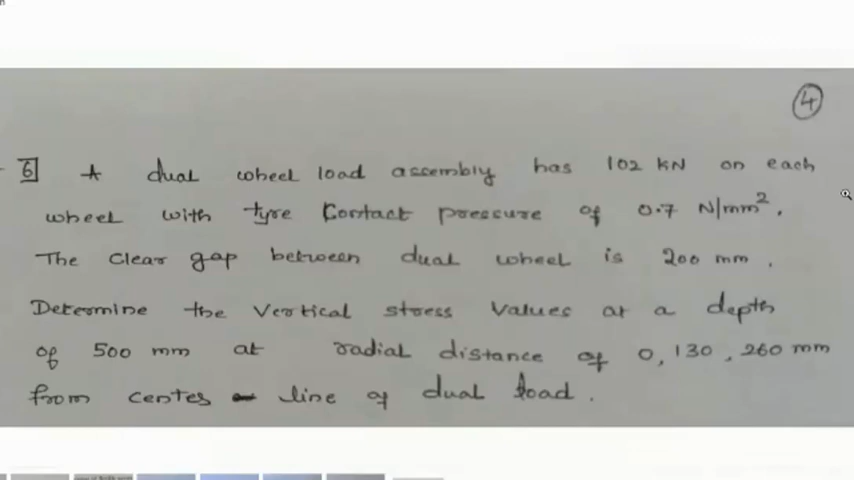 4
6 A dual wheel load assembly has 102 kN on each
wheel with tyre Contact pressure of 0.7 N/mm².
The Clear gap between dual wheel is 200 mm.
Determine the Vertical stress Values at a depth
of 500 mm at radial distance of 0, 130, 260 mm
from center line of dual load.